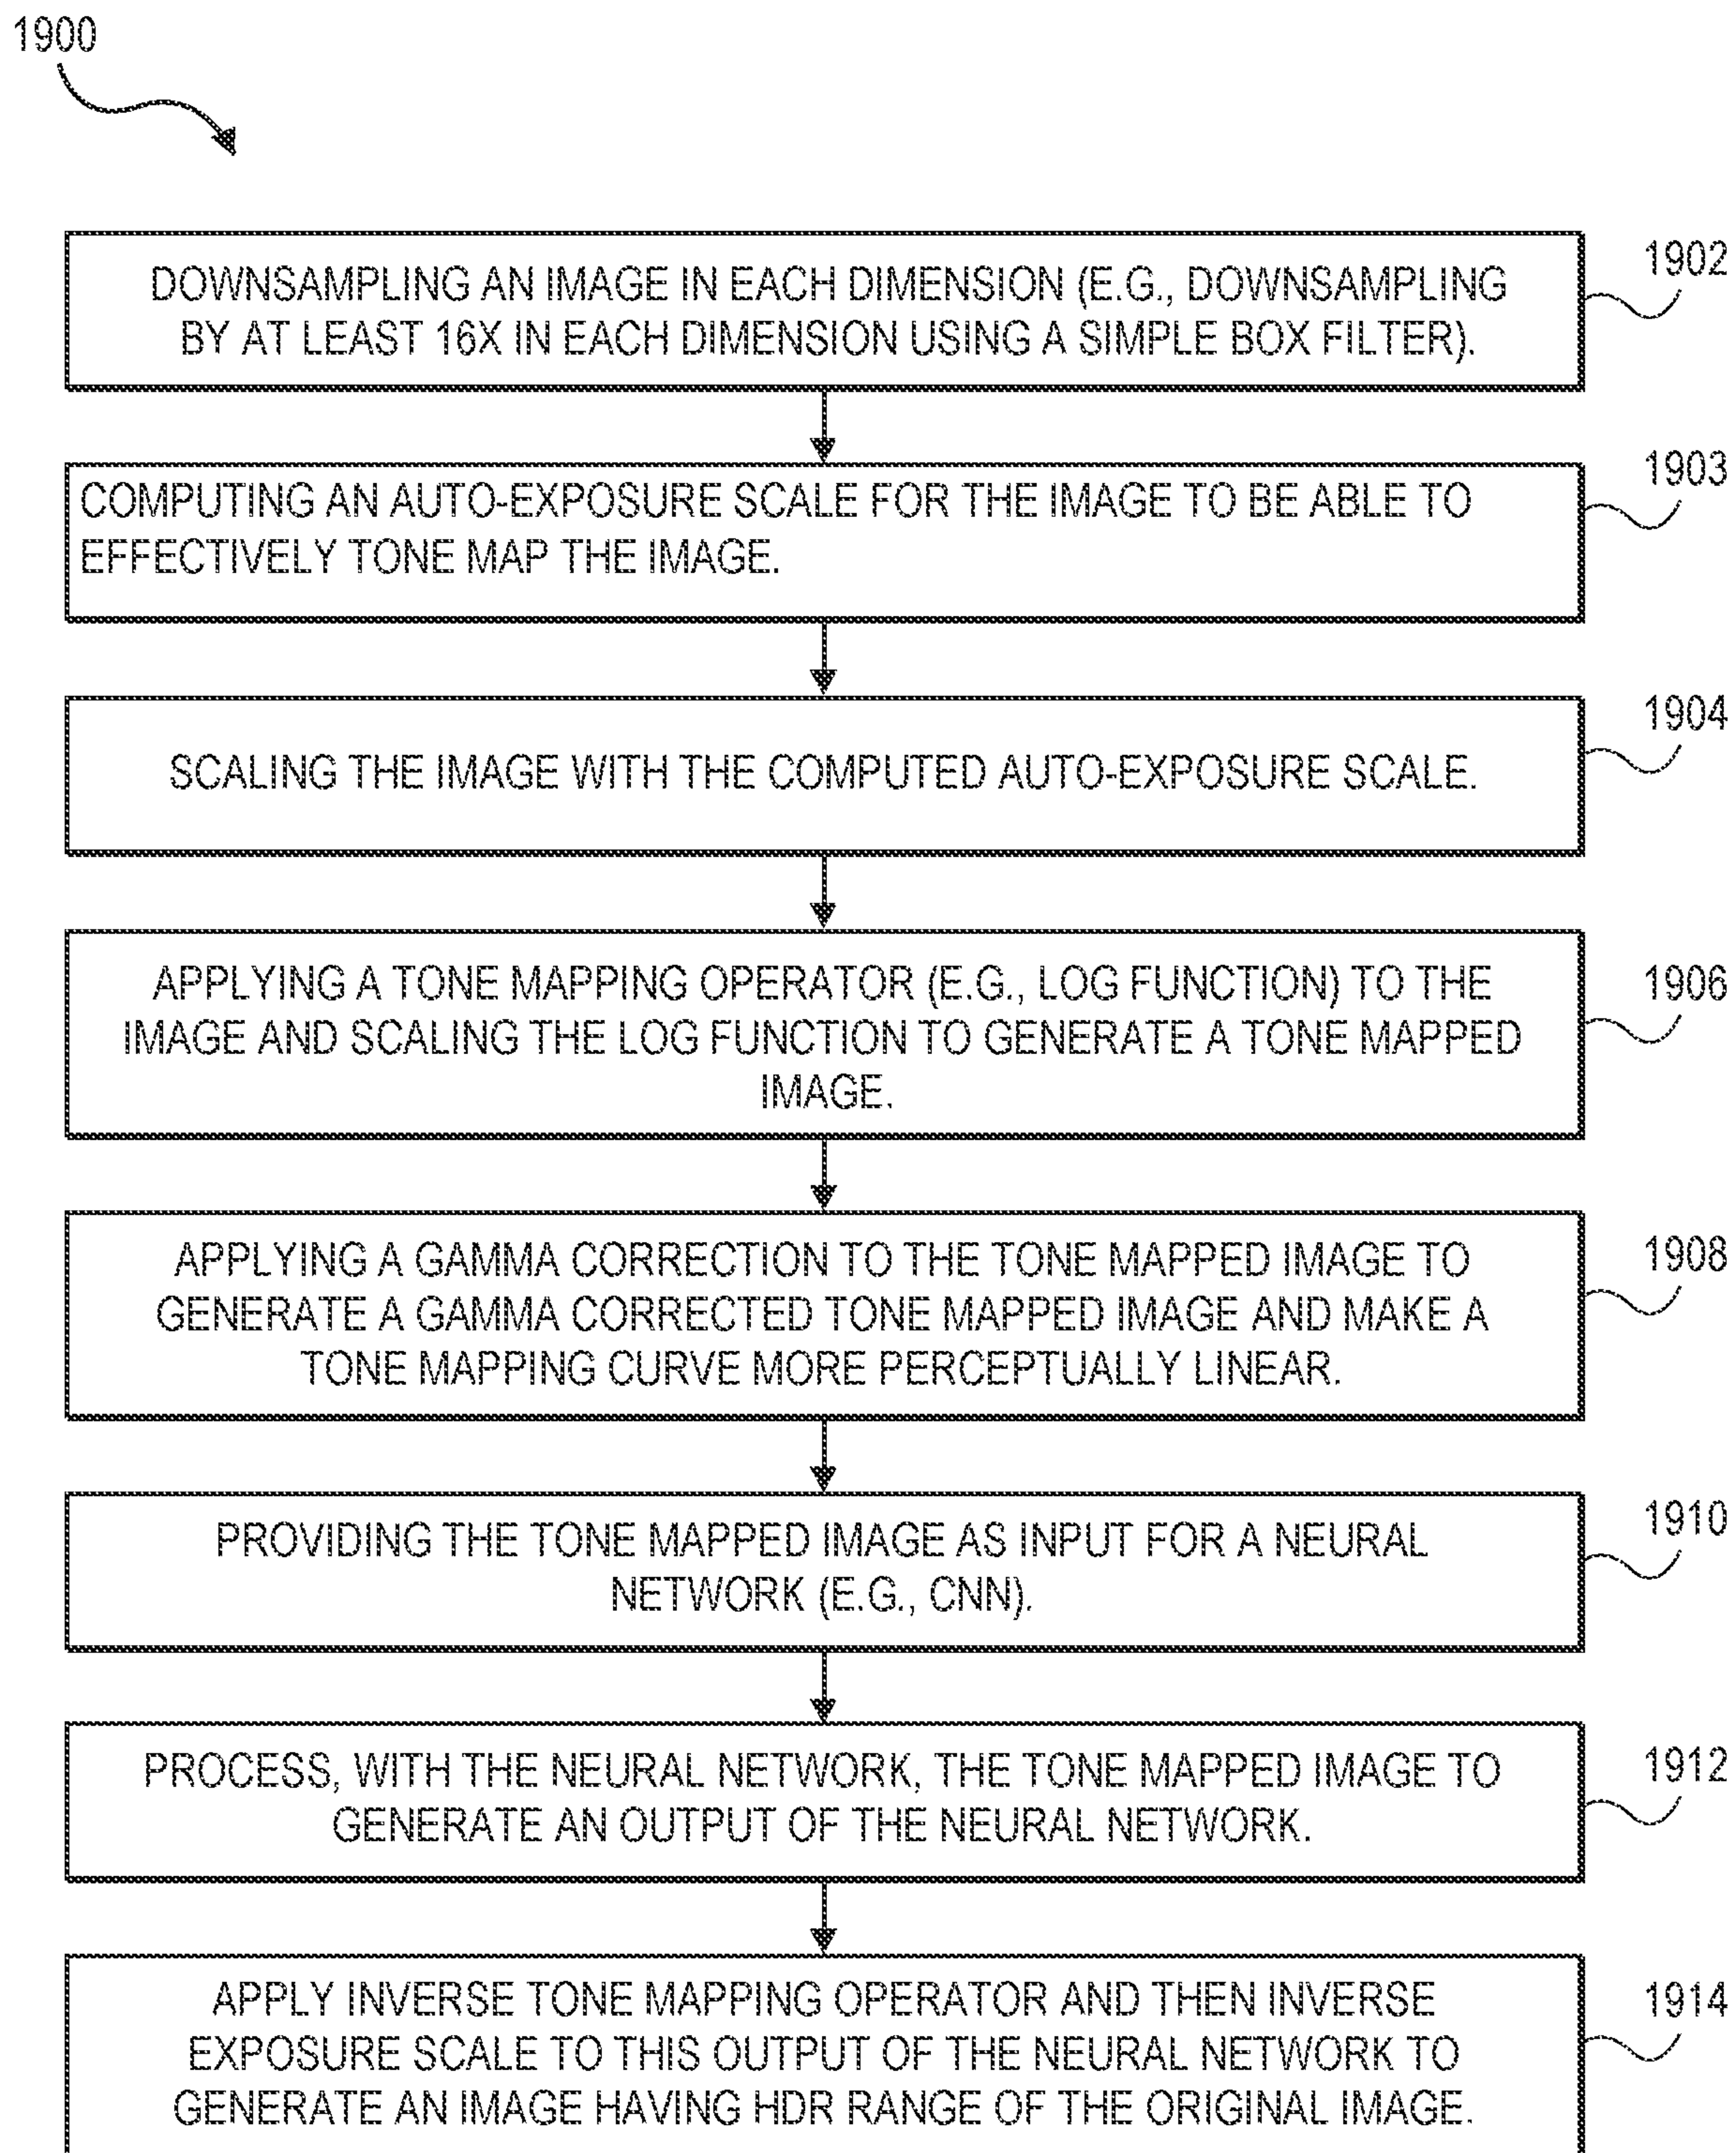 1900
DOWNSAMPLING AN IMAGE IN EACH DIMENSION (E.G., DOWNSAMPLING
BY AT LEAST 16X IN EACH DIMENSION USING A SIMPLE BOX FILTER).
1902
COMPUTING AN AUTO-EXPOSURE SCALE FOR THE IMAGE TO BE ABLE TO
EFFECTIVELY TONE MAP THE IMAGE.
1903
SCALING THE IMAGE WITH THE COMPUTED AUTO-EXPOSURE SCALE.
1904
APPLYING A TONE MAPPING OPERATOR (E.G., LOG FUNCTION) TO THE
IMAGE AND SCALING THE LOG FUNCTION TO GENERATE A TONE MAPPED
IMAGE.
1906
APPLYING A GAMMA CORRECTION TO THE TONE MAPPED IMAGE TO
GENERATE A GAMMA CORRECTED TONE MAPPED IMAGE AND MAKE A
TONE MAPPING CURVE MORE PERCEPTUALLY LINEAR.
1908
PROVIDING THE TONE MAPPED IMAGE AS INPUT FOR A NEURAL
NETWORK (E.G., CNN).
1910
PROCESS, WITH THE NEURAL NETWORK, THE TONE MAPPED IMAGE TO
GENERATE AN OUTPUT OF THE NEURAL NETWORK.
1912
APPLY INVERSE TONE MAPPING OPERATOR AND THEN INVERSE
EXPOSURE SCALE TO THIS OUTPUT OF THE NEURAL NETWORK TO
GENERATE AN IMAGE HAVING HDR RANGE OF THE ORIGINAL IMAGE.
1914